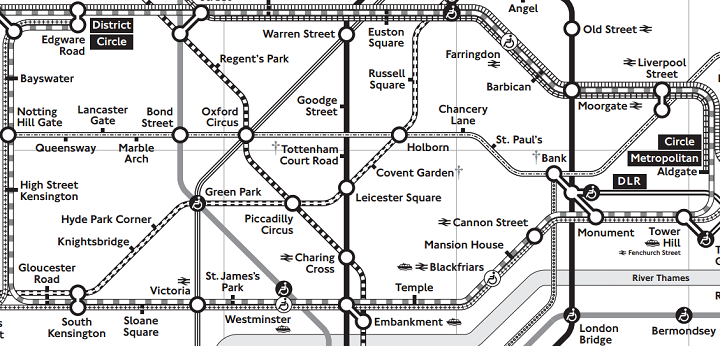 Angel
District
Circle
Edgware
Road
Warren Street
Euston
Square
Old Street
Farringdon
Liverpool
Street
Regent's Park
Bayswater
Russell
Square
Barbican
Moorgate
Notting
Hill Gate
Lancaster
Gate
Bond
Street
Oxford
Circus
Goodge
Street
Chancery
Lane
Queensway
Marble
Arch
†Tottenham
Court Road
Holborn
St. Paul's
Circle
Metropolitan
Aldgate
†Bank
DLR
High Street
Kensington
Green Park
Covent Garden†
Leicester Square
Hyde Park Corner
Piccadilly
Circus
Cannon Street
Monument
Tower
Hill
Fenchurch Street
Knightsbridge
Mansion House
Charing
Cross
Blackfriars
Gloucester
Road
Victoria
St. James's
Park
Temple
River Thames
South
Kensington
Sloane
Square
Westminster
Embankment
London
Bridge
Bermondsey